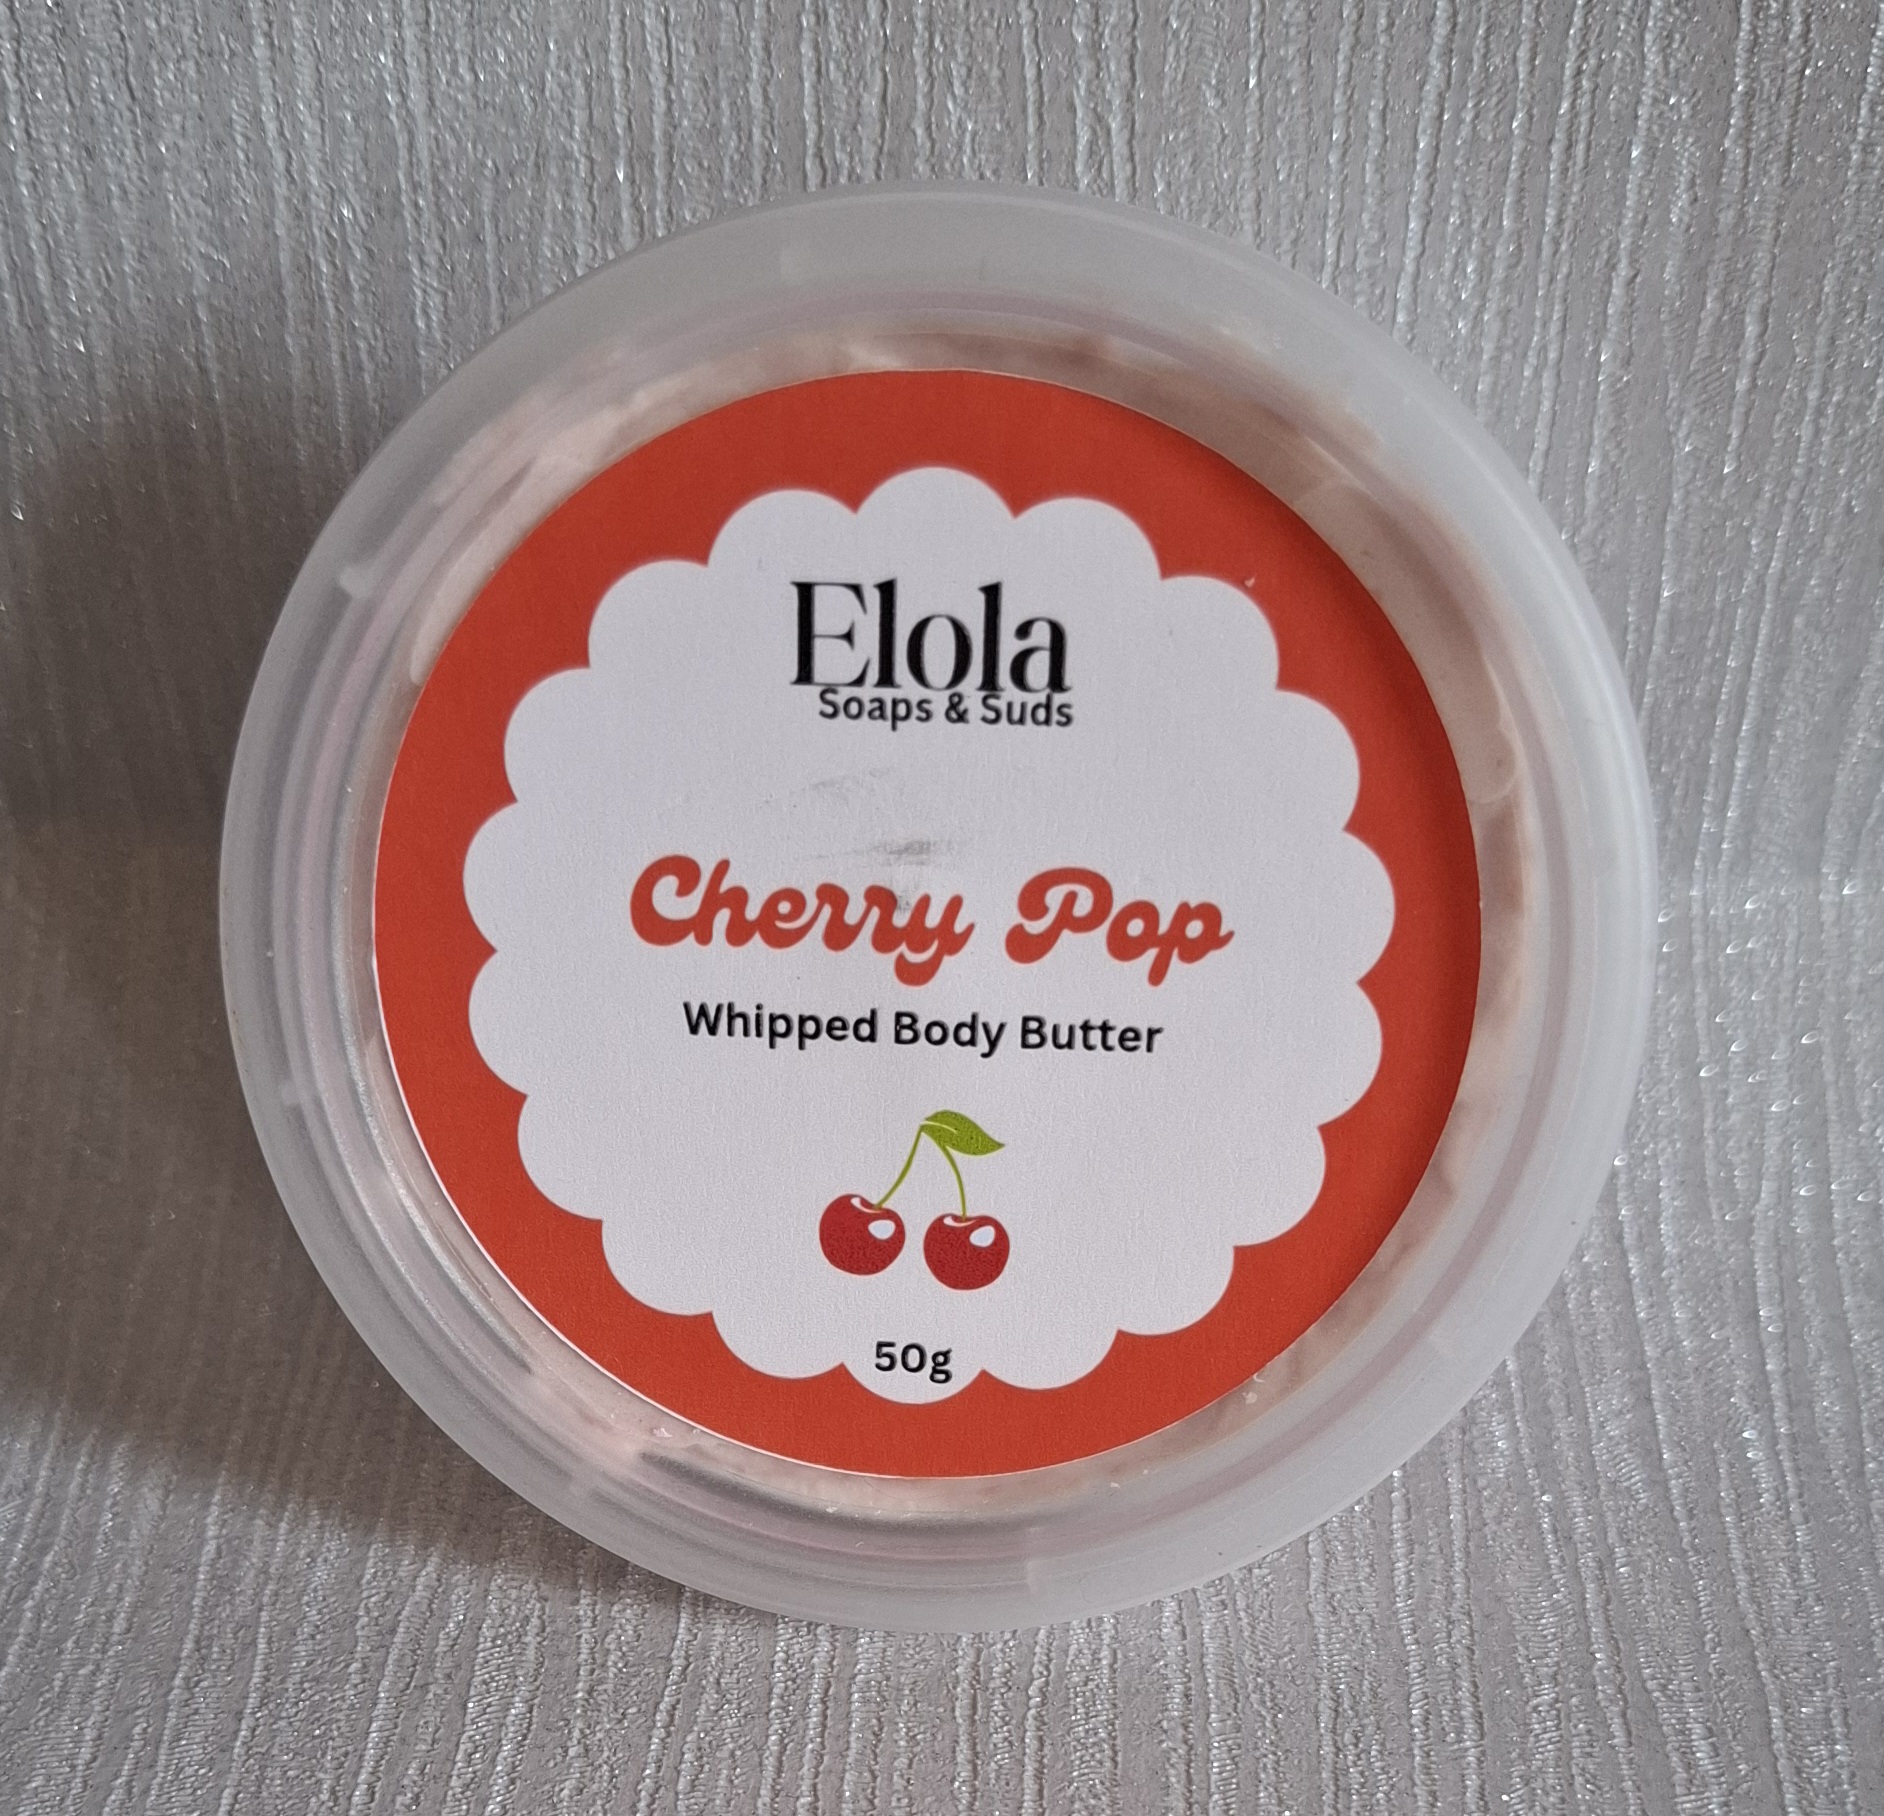 Elola
Soaps & Suds
Cherry Pop
Whipped Body Butter
50g